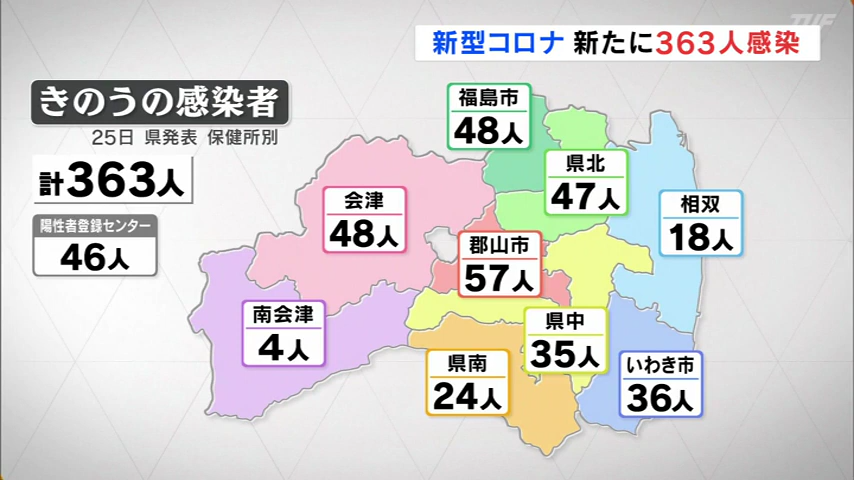 TUF
新型コロナ 新たに363人感染
きのうの感染者
25日 県発表 保健所別
計363人
陽性者登録センター
46人
福島市
48人
県北
47人
会津
48人
相双
18人
郡山市
57人
南会津
4人
県中
35人
県南
24人
いわき市
36人